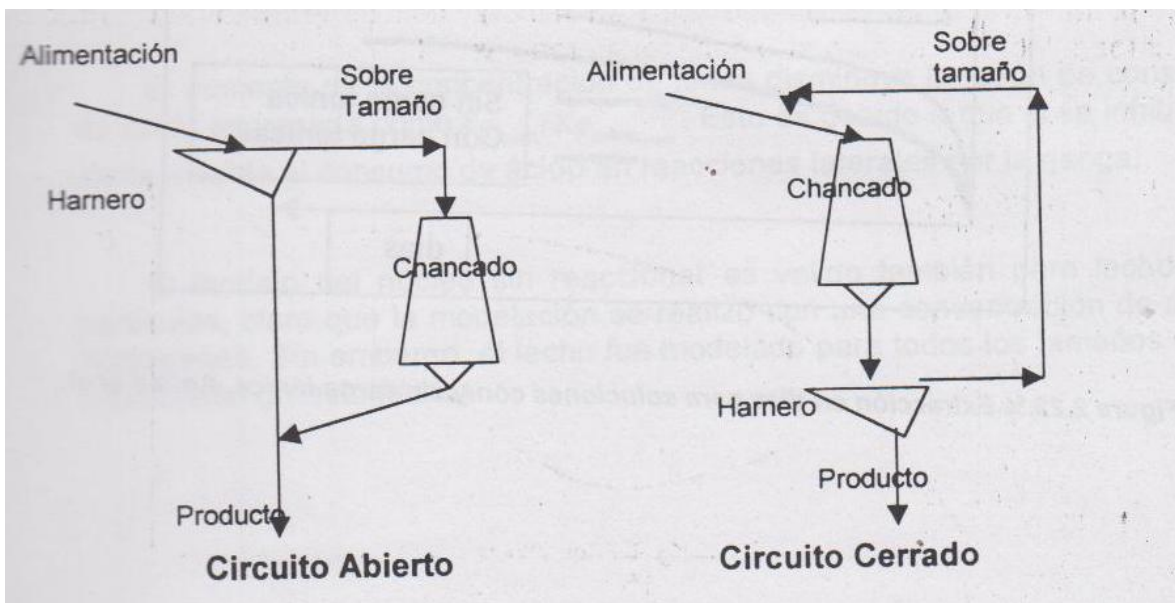 Alimentación
Sobre
Tamaño
Harnero
Chancado
Producto
Circuito Abierto
Alimentación
Sobre
tamaño
Chancado
Harnero
Producto
Circuito Cerrado